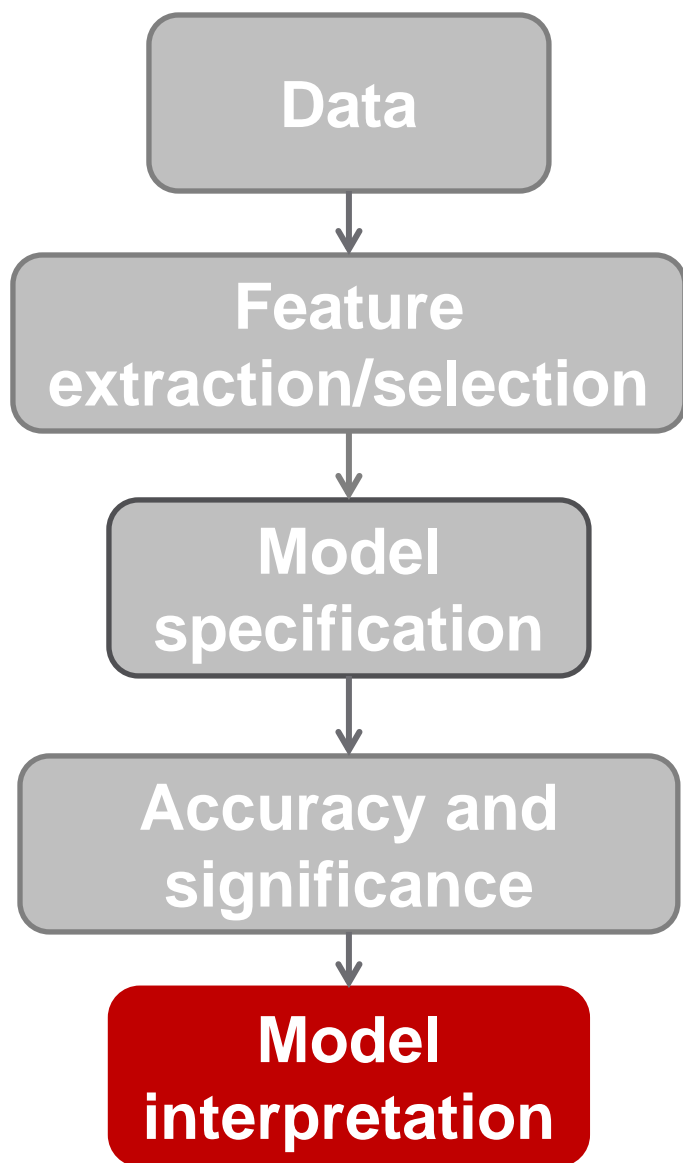 Data
Feature
extraction/selection
Model
specification
Accuracy and
significance
Model
interpretation